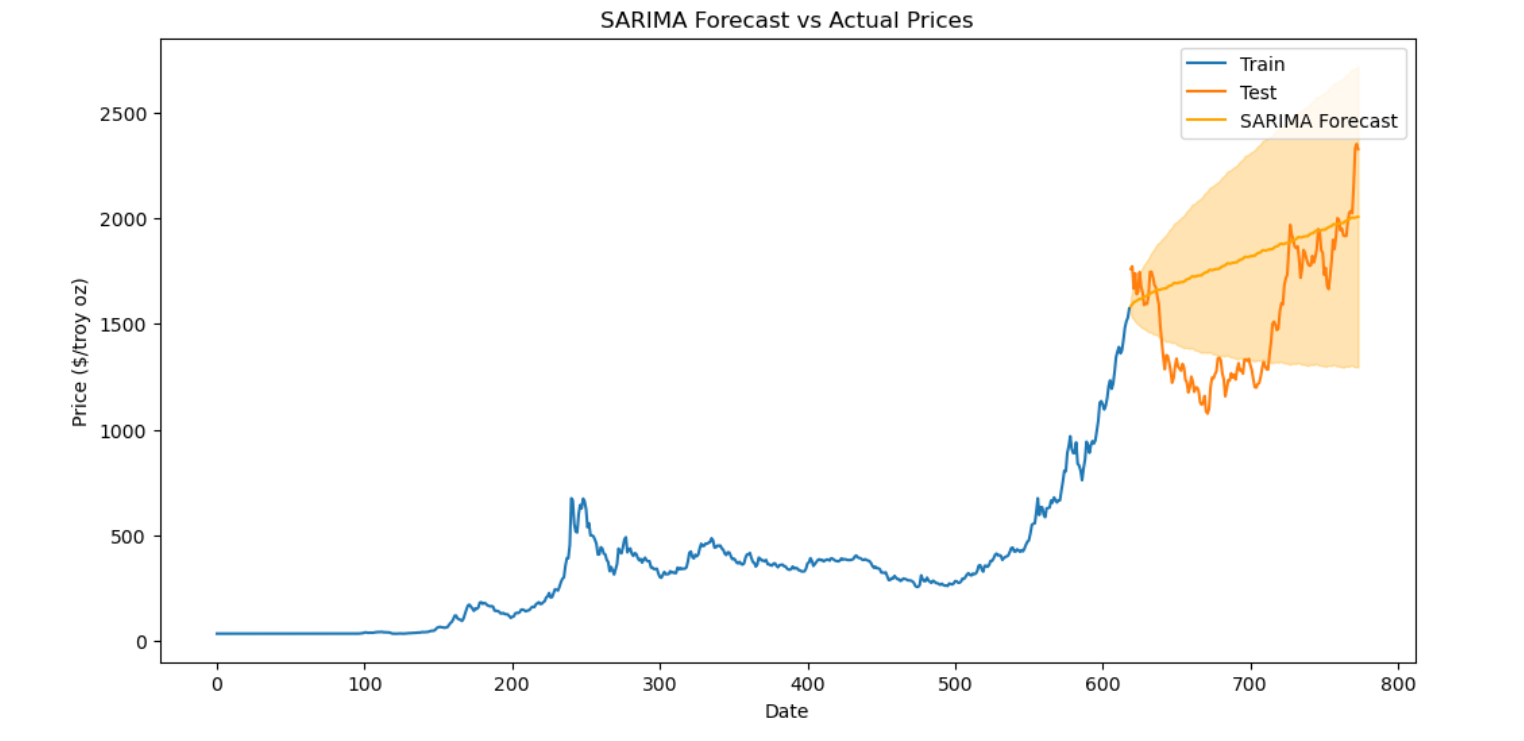 SARIMA Forecast vs Actual Prices
Train
Test
SARIMA Forecast
2500
2000
1500
1000
500
0
Price ($/troy oz)
0 100 200 300 400 500 600 700 800
Date